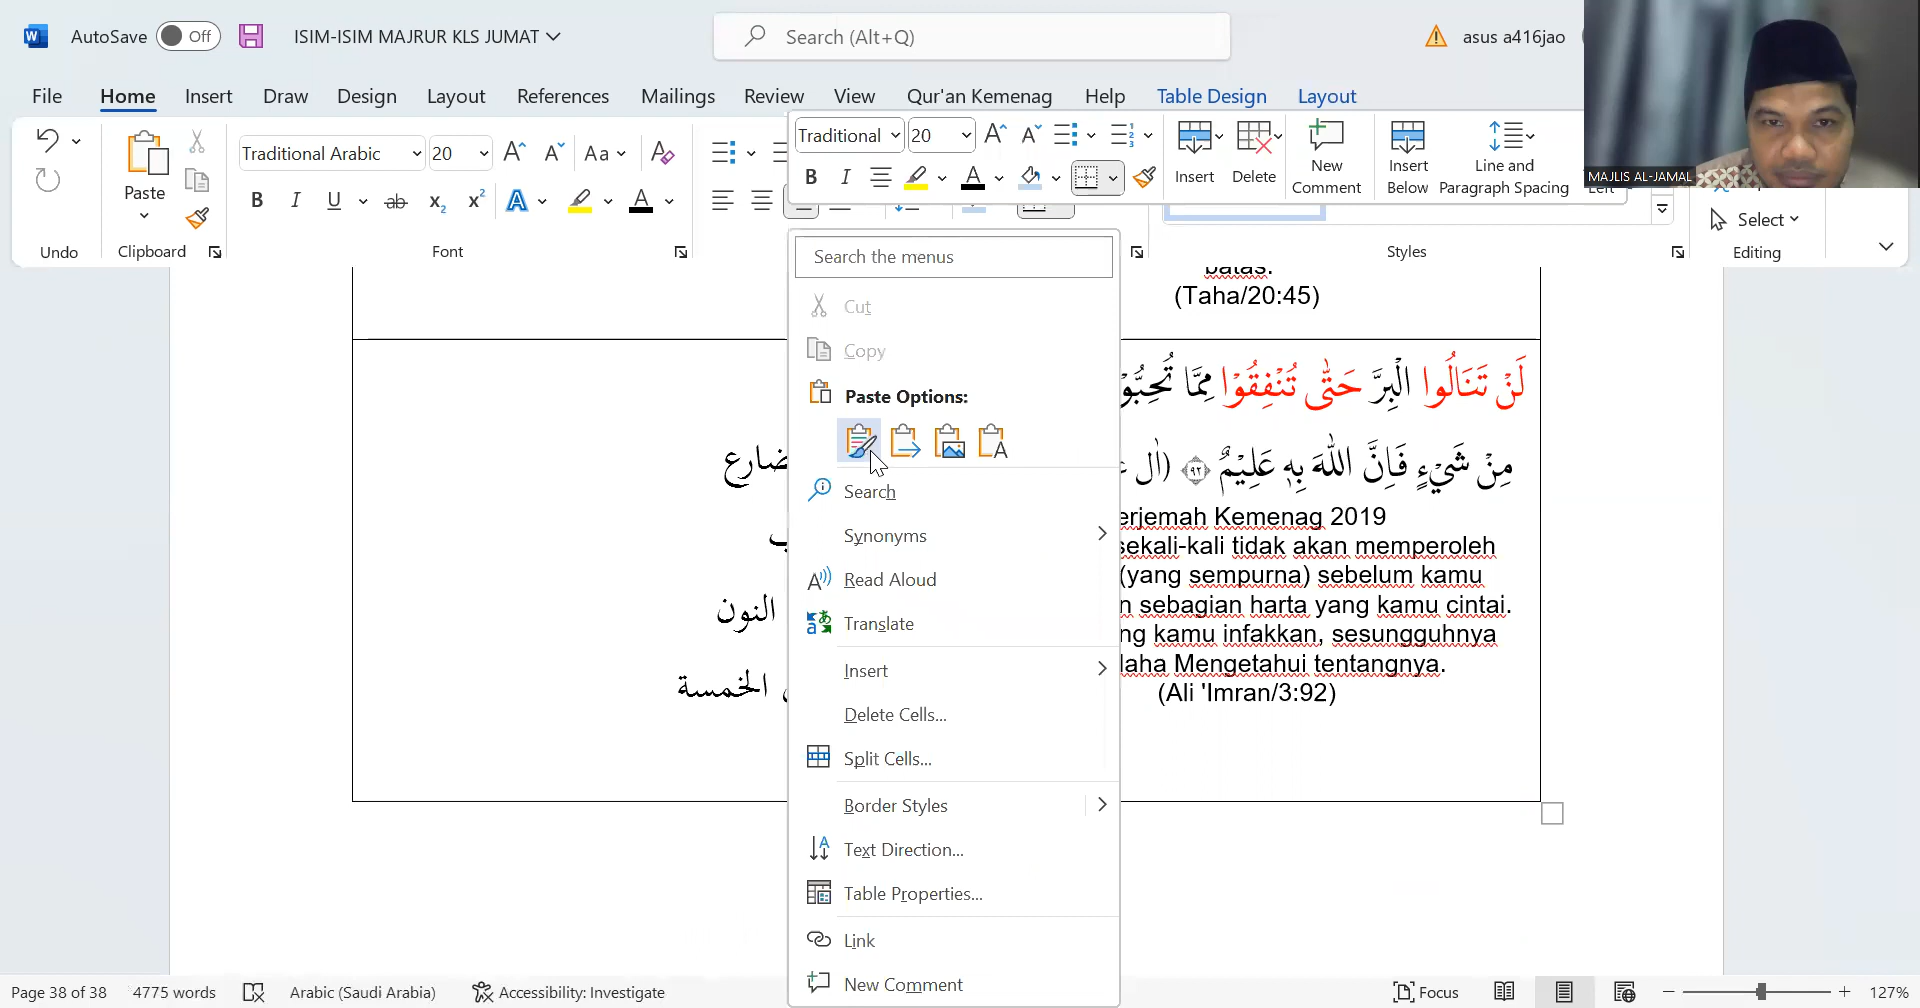 AutoSave Off ISIM-ISIM MAJRUR KLS JUMAT Search (Alt+Q) asus a416jao
File Home Insert Draw Design Layout References Mailings Review View Qur'an Kemenag Help Table Design Layout
Traditional Arabic 20 Aa
Paste
Undo Clipboard Font Styles Editing
Select
Traditional 20
Insert Delete New Comment Insert Below Line and Paragraph Spacing
MAJLIS AL-JAMAL
Search the menus
Cut
Copy
Paste Options:
Search
Synonyms
Read Aloud
Translate
Insert
Delete Cells...
Split Cells...
Border Styles
Text Direction...
Table Properties...
Link
New Comment
batas.
(Taha/20:45)
لَنْ تَنَالُوا الْبِرَّ حَتّٰى تُنْفِقُوْا مِمَّا
مِنْ شَيْءٍ فَاِنَّ اللّٰهَ بِهٖ عَلِيْمٌ ٩٢ (اٰل
Kemenag 2019
sekali-kali tidak akan memperoleh
(yang sempurna) sebelum kamu
sebagian harta yang kamu cintai.
kamu infakkan, sesungguhnya
Mengetahui tentangnya.
(Ali 'Imran/3:92)
النون
الخمسة
Page 38 of 38 4775 words Arabic (Saudi Arabia) Accessibility: Investigate Focus 127%